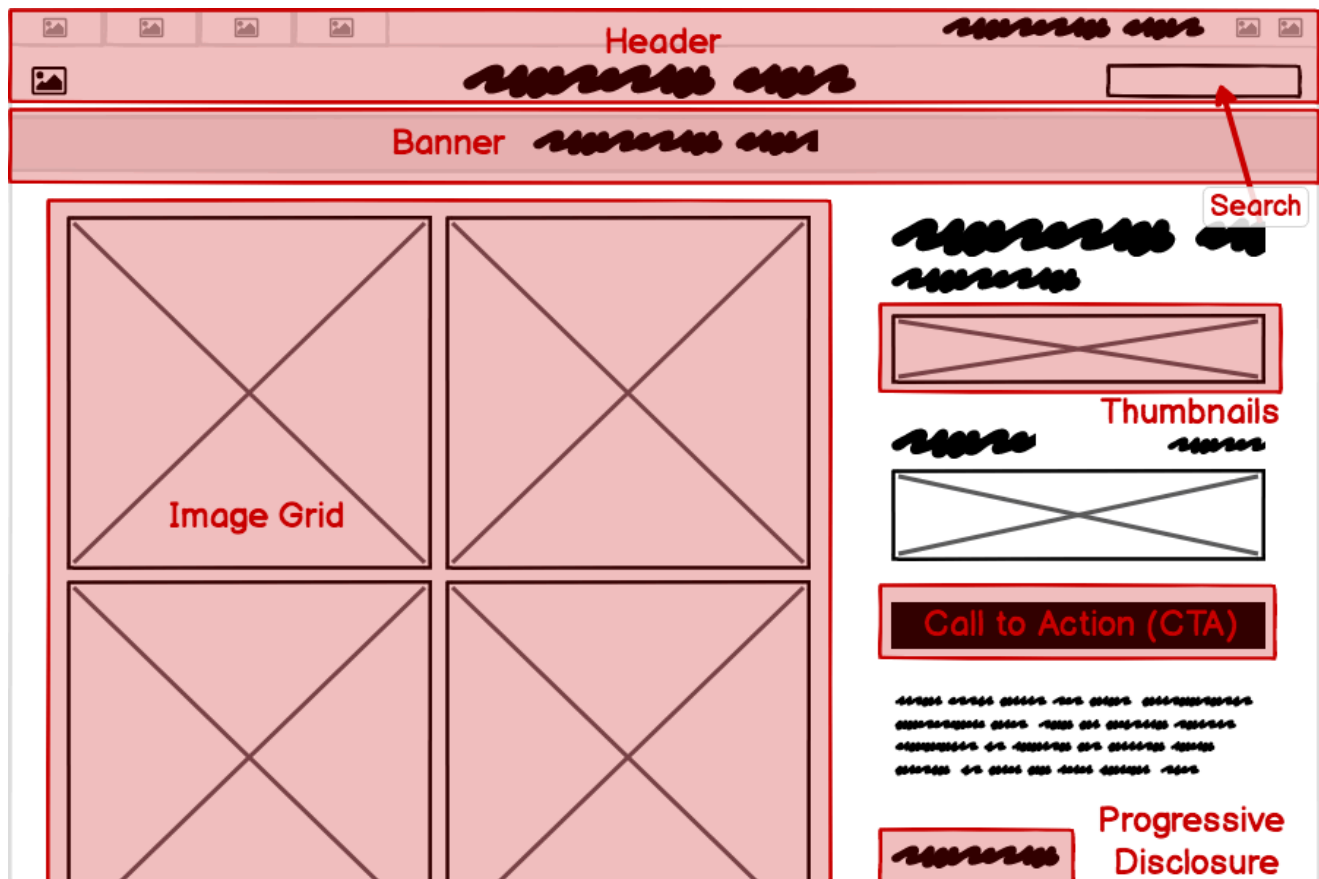 Header
Banner
Search
Thumbnails
Image Grid
Call to Action (CTA)
Progressive
Disclosure